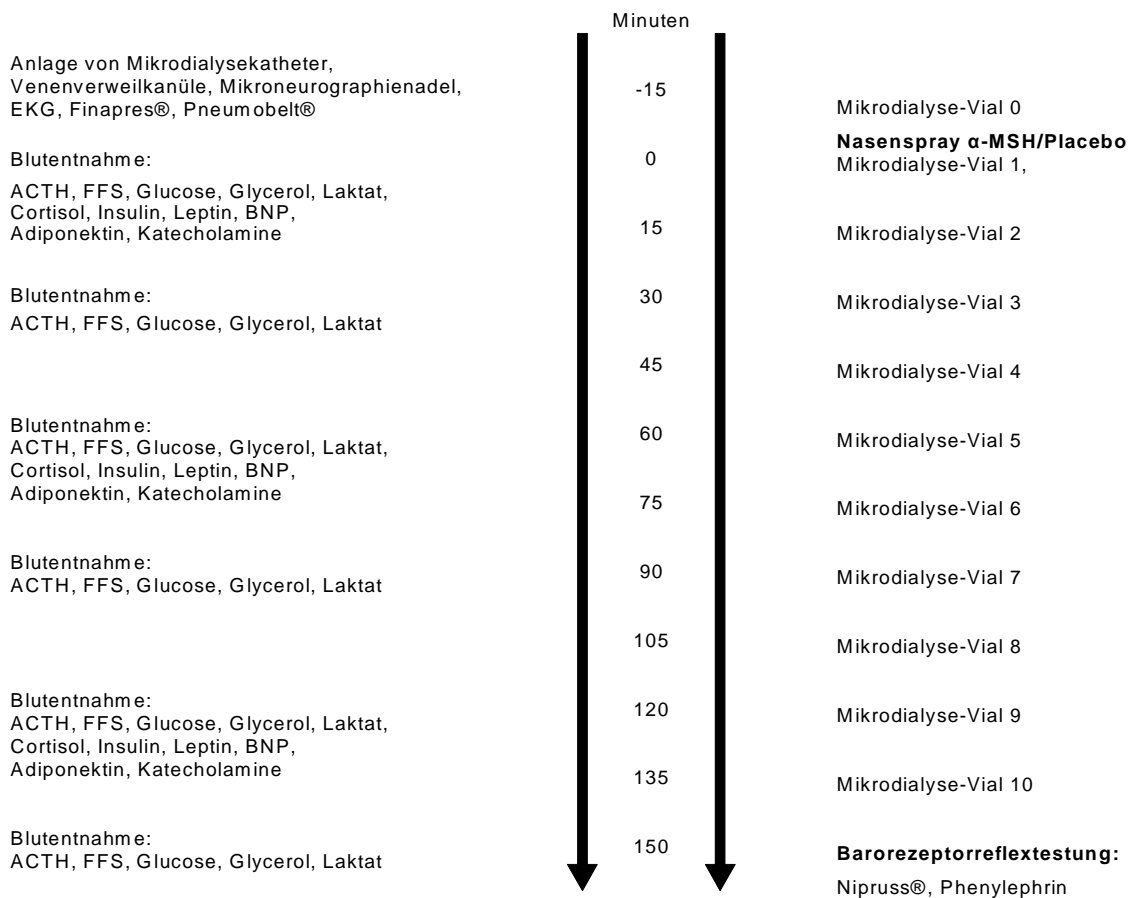 Minuten
Anlage von Mikrodialysekatheter,
Venenverweilkanüle, Mikroneurographienadel,
EKG, Finapres®, Pneumobelt®
-15
Mikrodialyse-Vial 0
Nasenspray α-MSH/Placebo
Blutentnahme:
0
Mikrodialyse-Vial 1,
ACTH, FFS, Glucose, Glycerol, Laktat,
Cortisol, Insulin, Leptin, BNP,
Adiponektin, Katecholamine
15
Mikrodialyse-Vial 2
Blutentnahme:
30
Mikrodialyse-Vial 3
ACTH, FFS, Glucose, Glycerol, Laktat
45
Mikrodialyse-Vial 4
Blutentnahme:
ACTH, FFS, Glucose, Glycerol, Laktat,
Cortisol, Insulin, Leptin, BNP,
Adiponektin, Katecholamine
60
Mikrodialyse-Vial 5
75
Mikrodialyse-Vial 6
Blutentnahme:
ACTH, FFS, Glucose, Glycerol, Laktat
90
Mikrodialyse-Vial 7
105
Mikrodialyse-Vial 8
Blutentnahme:
ACTH, FFS, Glucose, Glycerol, Laktat,
Cortisol, Insulin, Leptin, BNP,
Adiponektin, Katecholamine
120
Mikrodialyse-Vial 9
135
Mikrodialyse-Vial 10
Blutentnahme:
ACTH, FFS, Glucose, Glycerol, Laktat
150
Barorezeptorreflextestung:
Nipruss®, Phenylephrin